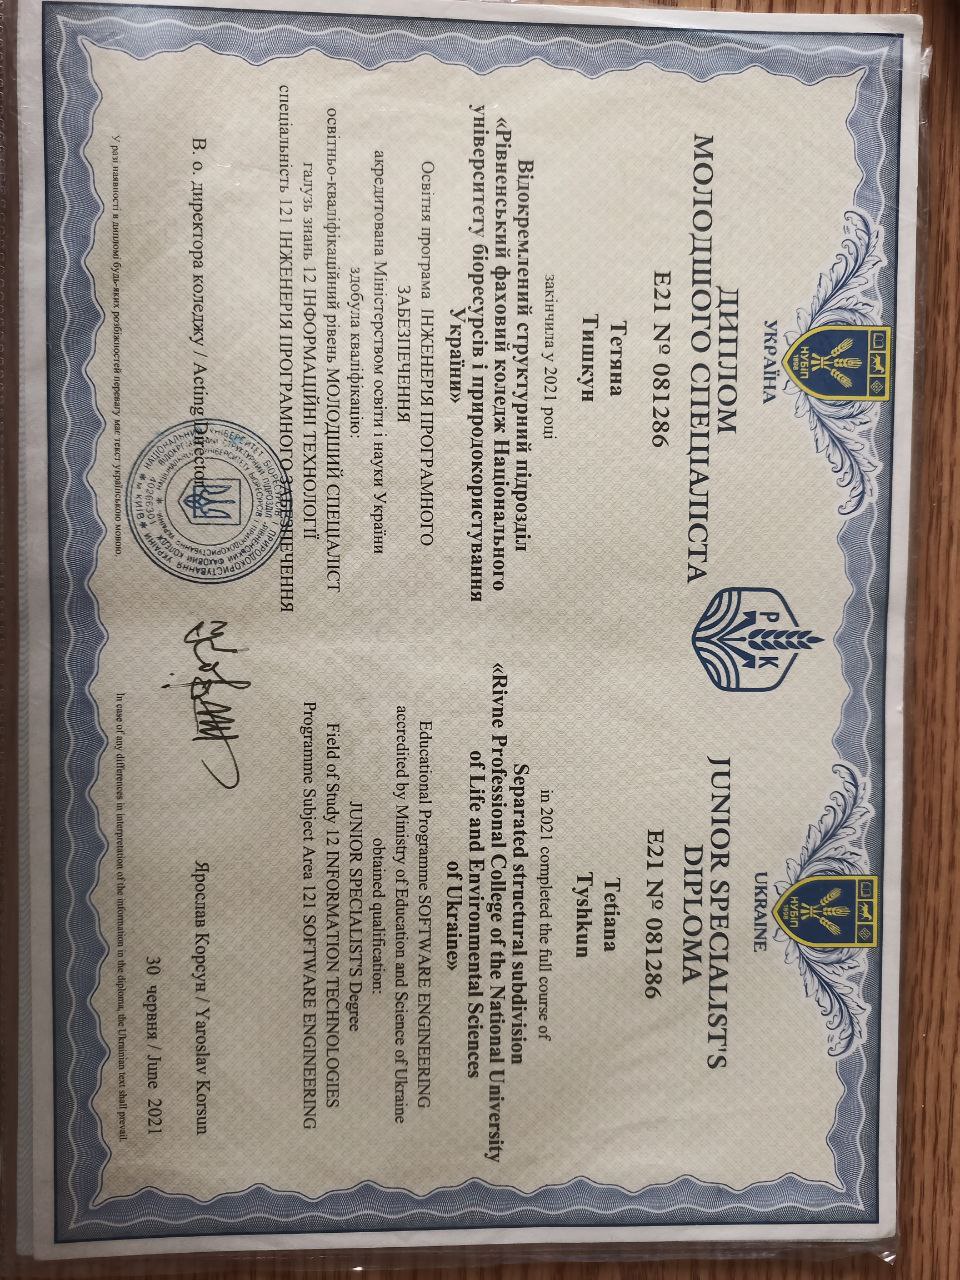 УКРАЇНА
НУБІП
1898
ДИПЛОМ
МОЛОДШОГО СПЕЦІАЛІСТА
Е21 № 081286
Тетяна
Тишкун
закінчила у 2021 році
Відокремлений структурний підрозділ
«Рівненський фаховий коледж Національного
університету біоресурсів і природокористування
України»
Освітня програма ІНЖЕНЕРІЯ ПРОГРАМНОГО
ЗАБЕЗПЕЧЕННЯ
акредитована Міністерством освіти і науки України
здобула кваліфікацію:
освітньо-кваліфікаційний рівень МОЛОДШИЙ СПЕЦІАЛІСТ
галузь знань 12 ІНФОРМАЦІЙНІ ТЕХНОЛОГІЇ
спеціальність 121 ІНЖЕНЕРІЯ ПРОГРАМНОГО ЗАБЕЗПЕЧЕННЯ
В. о. директора коледжу / Acting Director
У разі наявності в дипломі будь-яких розбіжностей перевагу має текст українською мовою.
Р К
UKRAINE
НУБІП
1898
JUNIOR SPECIALIST'S
DIPLOMA
E21 № 081286
Tetiana
Tyshkun
in 2021 completed the full course of
Separated structural subdivision
«Rivne Professional College of the National University
of Life and Environmental Sciences
of Ukraine»
Educational Programme SOFTWARE ENGINEERING
accredited by Ministry of Education and Science of Ukraine
obtained qualification:
JUNIOR SPECIALIST'S Degree
Field of Study 12 INFORMATION TECHNOLOGIES
Programme Subject Area 121 SOFTWARE ENGINEERING
Ярослав Корсун / Yaroslav Korsun
30 червня / June 2021
In case of any differences in interpretation of the information in the diploma, the Ukrainian text shall prevail.